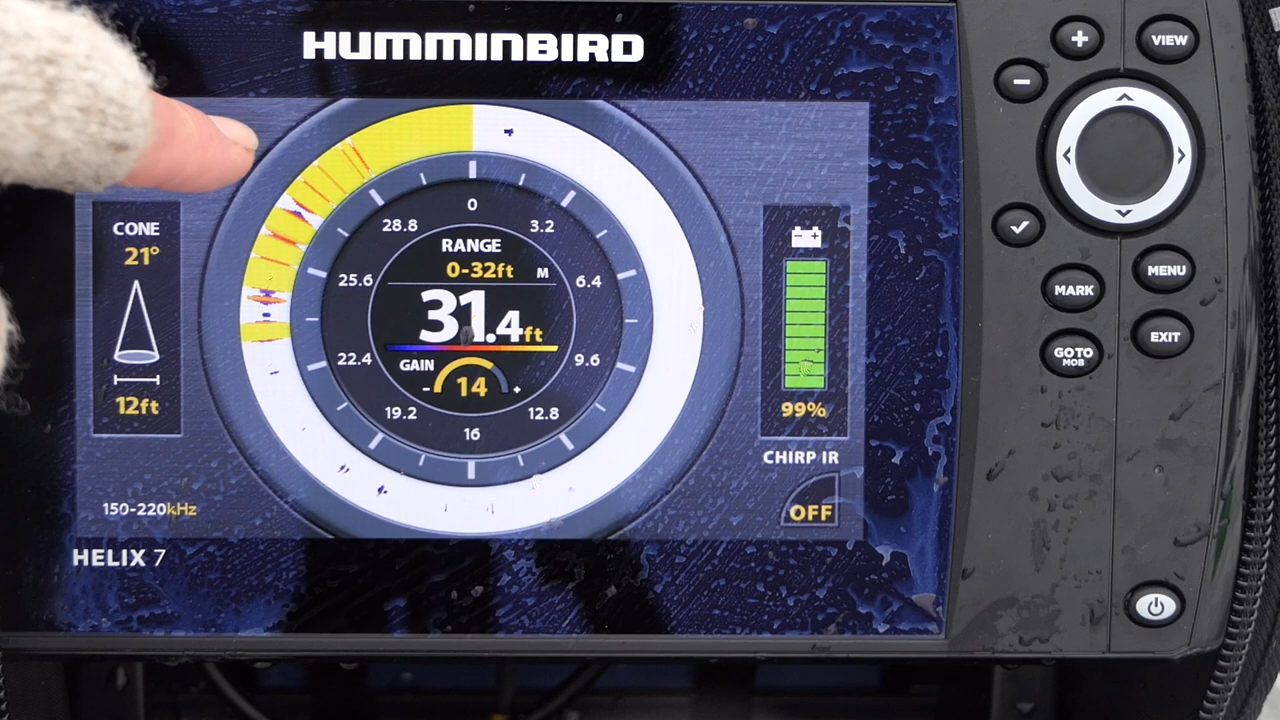 HUMMINBIRD
CONE
21°
12ft
150-220kHz
HELIX 7
0
3.2
6.4
9.6
12.8
16
19.2
22.4
25.6
28.8
RANGE
0-32ft M
31.4ft
GAIN
- 14 +
- +
99%
CHIRP IR
OFF
+
-
VIEW
MARK
MENU
GO TO
MOB
EXIT